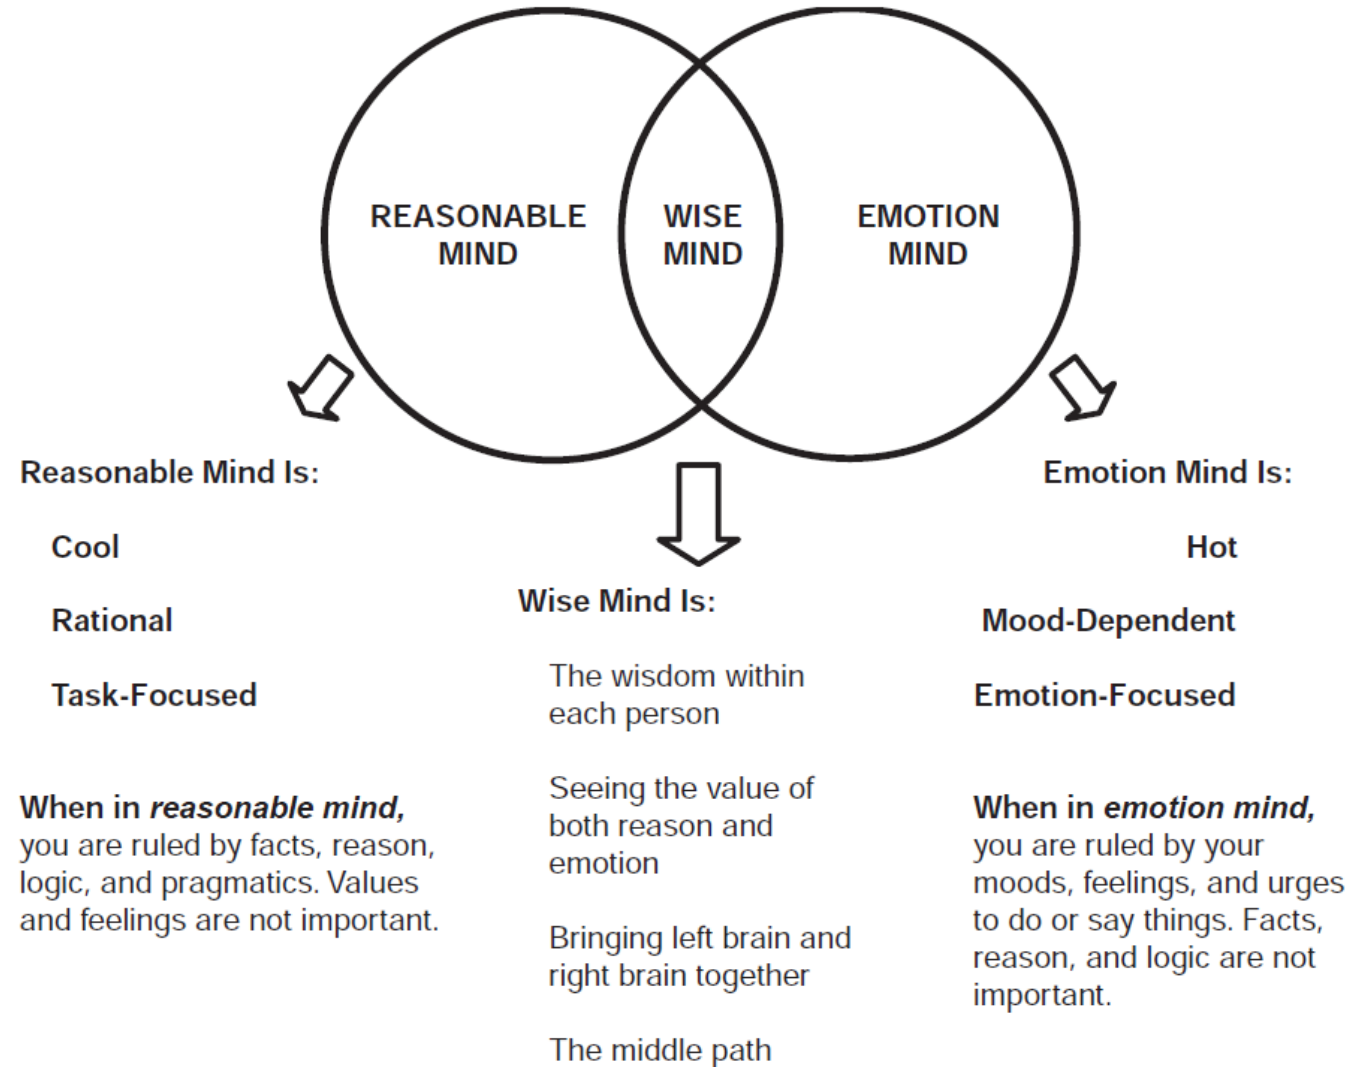 REASONABLE
MIND
WISE
MIND
EMOTION
MIND
Reasonable Mind Is:
Cool
Rational
Task-Focused
When in reasonable mind,
you are ruled by facts, reason,
logic, and pragmatics. Values
and feelings are not important.
Wise Mind Is:
The wisdom within
each person
Seeing the value of
both reason and
emotion
Bringing left brain and
right brain together
The middle path
Emotion Mind Is:
Hot
Mood-Dependent
Emotion-Focused
When in emotion mind,
you are ruled by your
moods, feelings, and urges
to do or say things. Facts,
reason, and logic are not
important.